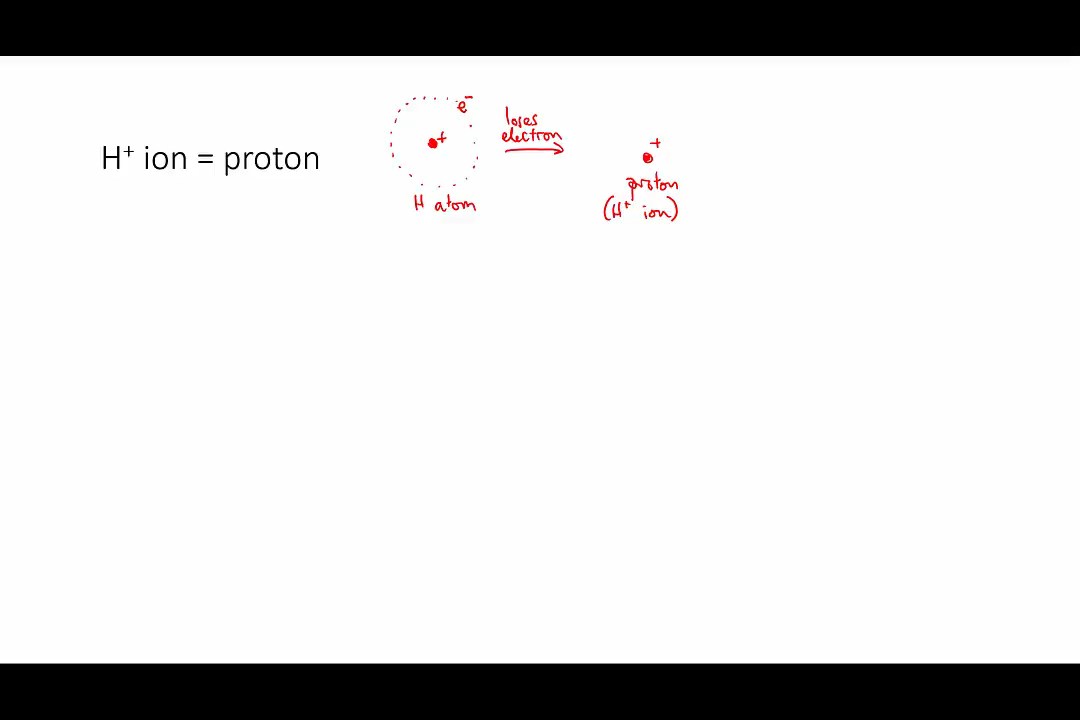 H⁺ ion = proton
e⁻
+
H atom
loses
electron
+
proton
(H⁺ ion)